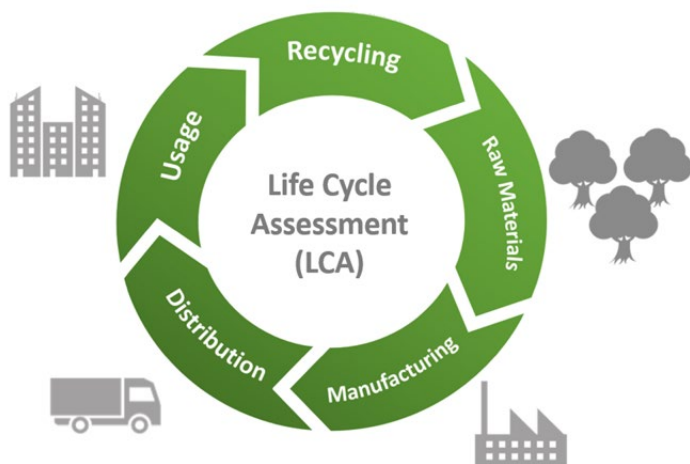 Recycling
Raw Materials
Manufacturing
Distribution
Usage
Life Cycle
Assessment
(LCA)